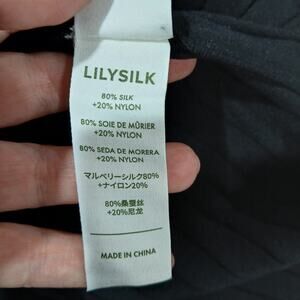 LILYSILK
80% SILK
+20% NYLON
80% SOIE DE MÛRIER
+20% NYLON
80% SEDA DE MORERA
+20% NYLON
マルベリーシルク80%
+ナイロン20%
80%桑蚕丝
+20%尼龙
MADE IN CHINA